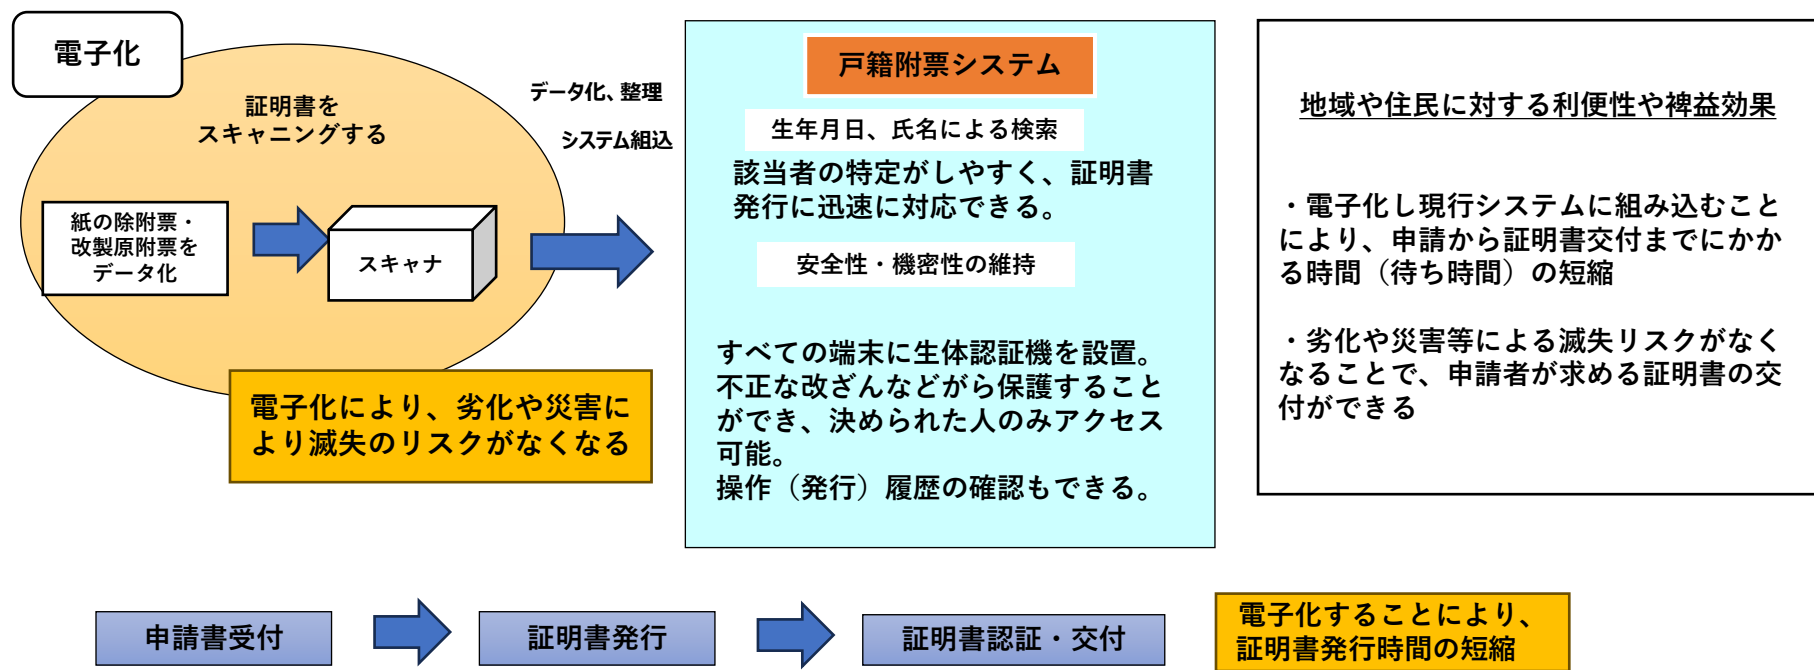 電子化
証明書を
スキャニングする
紙の除附票・
改製原附票を
データ化
スキャナ
データ化、整理
システム組込
電子化により、劣化や災害に
より滅失のリスクがなくなる
戸籍附票システム
生年月日、氏名による検索
該当者の特定がしやすく、証明書
発行に迅速に対応できる。
安全性・機密性の維持
すべての端末に生体認証機を設置。
不正な改ざんなどがら保護すること
ができ、決められた人のみアクセス
可能。
操作（発行）履歴の確認もできる。
地域や住民に対する利便性や裨益効果
・電子化し現行システムに組み込むこと
により、申請から証明書交付までにかか
る時間（待ち時間）の短縮
・劣化や災害等による滅失リスクがなく
なることで、申請者が求める証明書の交
付ができる
申請書受付
証明書発行
証明書認証・交付
電子化することにより、
証明書発行時間の短縮